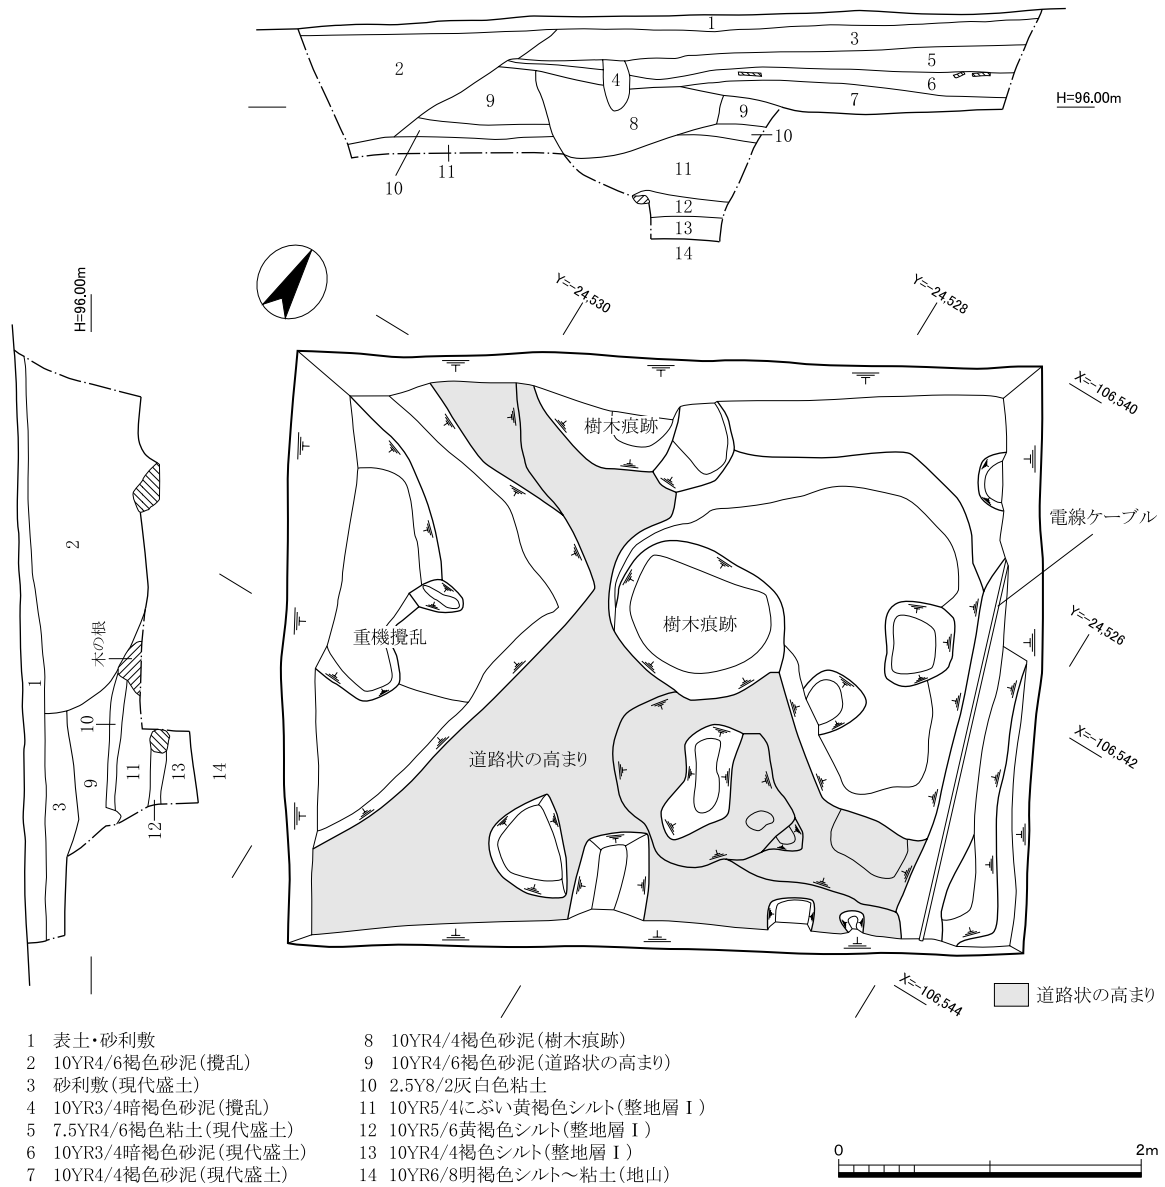 1
3
2
5
4
6
9
7
8
9
H=96.00m
10
11
10
11
12
13
14
H=96.00m
Y=-24,530
Y=-24,528
X=-106,540
樹木痕跡
電線ケーブル
2
木の根
重機攪乱
樹木痕跡
Y=-24,526
1
10
道路状の高まり
X=-106,542
9
11
13
14
3
12
X=-106,544
道路状の高まり
1 表土・砂利敷
2 10YR4/6褐色砂泥(攪乱)
3 砂利敷(現代盛土)
4 10YR3/4暗褐色砂泥(攪乱)
5 7.5YR4/6褐色粘土(現代盛土)
6 10YR3/4暗褐色砂泥(現代盛土)
7 10YR4/4褐色砂泥(現代盛土)
8 10YR4/4褐色砂泥(樹木痕跡)
9 10YR4/6褐色砂泥(道路状の高まり)
10 2.5Y8/2灰白色粘土
11 10YR5/4にぶい黄褐色シルト(整地層Ⅰ)
12 10YR5/6黄褐色シルト(整地層Ⅰ)
13 10YR4/4褐色シルト(整地層Ⅰ)
14 10YR6/8明褐色シルト〜粘土(地山)
0 2m